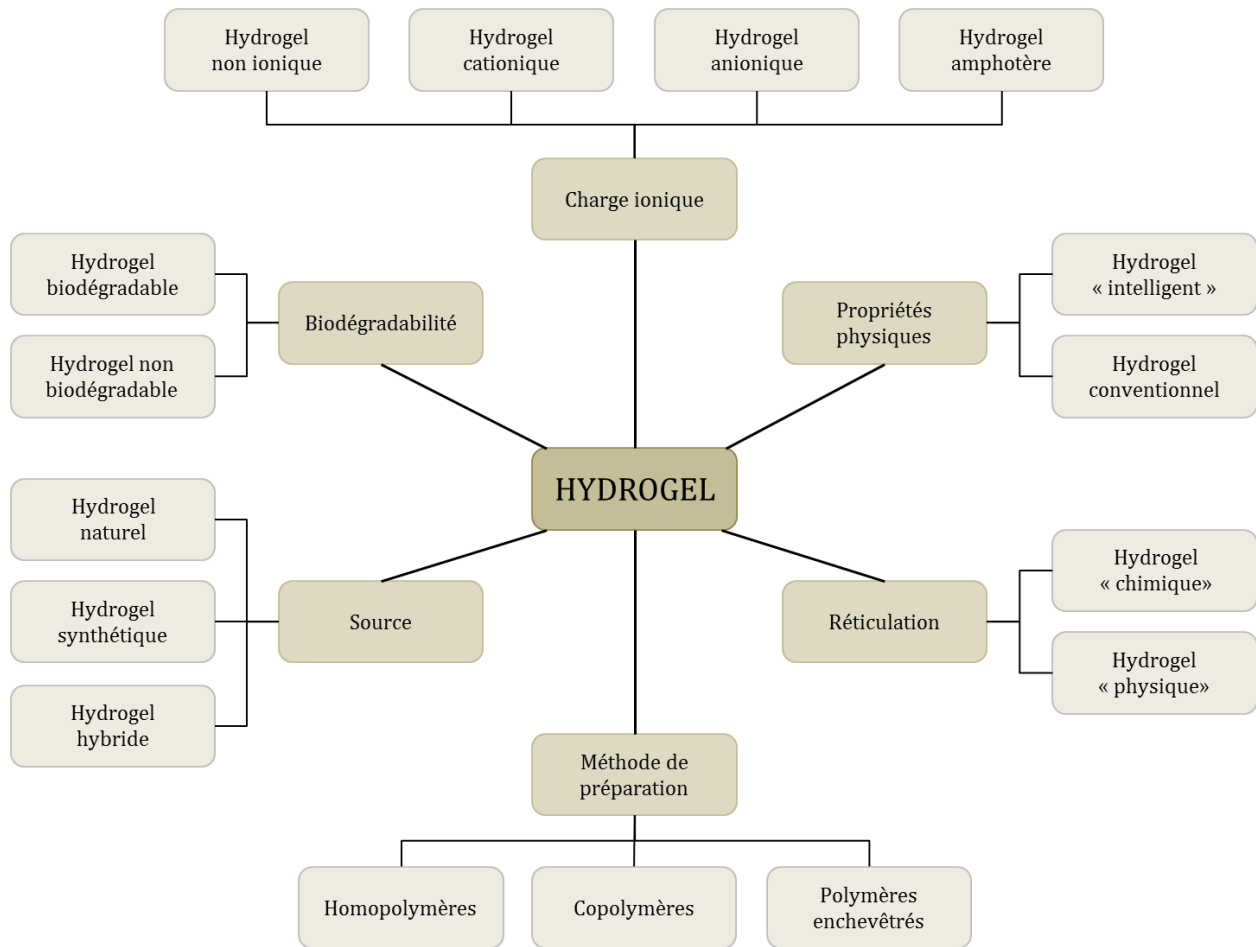 Hydrogel
non ionique
Hydrogel
cationique
Hydrogel
anionique
Hydrogel
amphotère
Charge ionique
Hydrogel
biodégradable
Hydrogel non
biodégradable
Biodégradabilité
Propriétés
physiques
Hydrogel
« intelligent »
Hydrogel
conventionnel
HYDROGEL
Hydrogel
naturel
Hydrogel
synthétique
Hydrogel
hybride
Source
Réticulation
Hydrogel
« chimique»
Hydrogel
« physique»
Méthode de
préparation
Homopolymères
Copolymères
Polymères
enchevêtrés